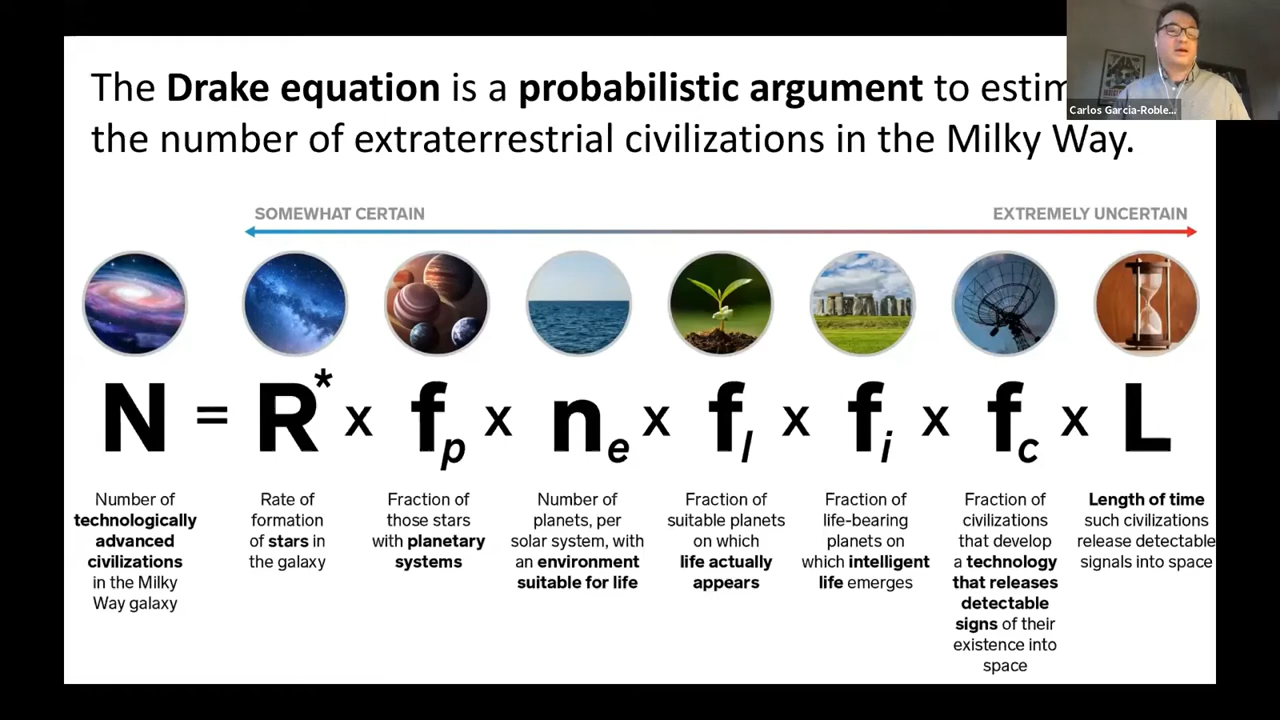 The Drake equation is a probabilistic argument to estim
the number of extraterrestrial civilizations in the Milky Way.
Carlos Garcia-Roble...
SOMEWHAT CERTAIN
EXTREMELY UNCERTAIN
N = R* x fp x ne x fl x fi x fc x L
Number of
technologically
advanced
civilizations
in the Milky
Way galaxy
Rate of
formation
of stars in
the galaxy
Fraction of
those stars
with planetary
systems
Number of
planets, per
solar system, with
an environment
suitable for life
Fraction of
suitable planets
on which
life actually
appears
Fraction of
life-bearing
planets on
which intelligent
life emerges
Fraction of
civilizations
that develop
a technology
that releases
detectable
signs of their
existence into
space
Length of time
such civilizations
release detectable
signals into space